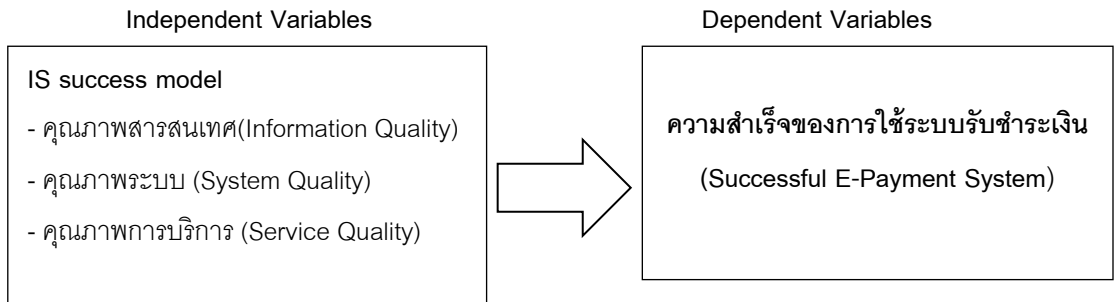 Independent Variables
Dependent Variables
IS success model
- คุณภาพสารสนเทศ(Information Quality)
- คุณภาพระบบ (System Quality)
- คุณภาพการบริการ (Service Quality)
ความสำเร็จของการใช้ระบบรับชำระเงิน
(Successful E-Payment System)